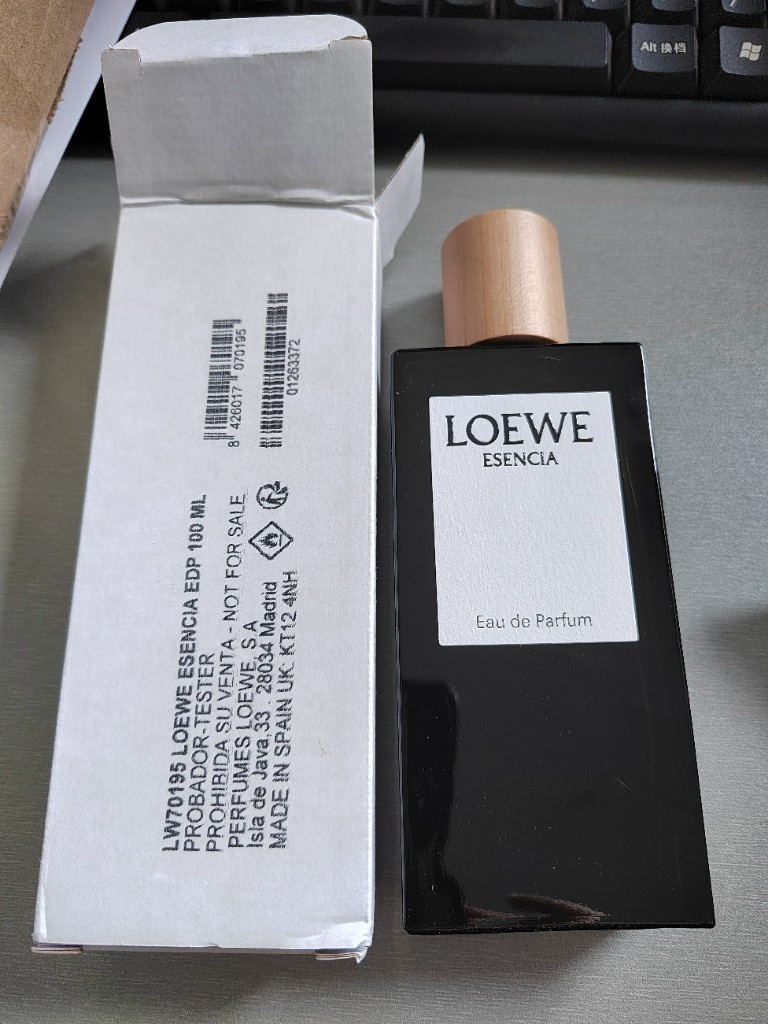 Alt 换档
8 426017 070195
01263372
LW70195 LOEWE ESENCIA EDP 100 ML
PROBADOR-TESTER
PROHIBIDA SU VENTA - NOT FOR SALE
PERFUMES LOEWE, S.A
Isla de Java,33 . 28034 Madrid
MADE IN SPAIN UK: KT12 4NH
LOEWE
ESENCIA
Eau de Parfum